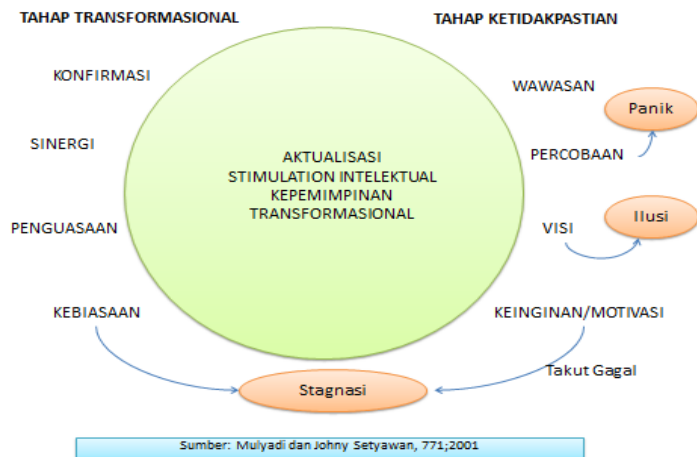 TAHAP TRANSFORMASIONAL
TAHAP KETIDAKPASTIAN
KONFIRMASI
WAWASAN
Panik
SINERGI
PERCOBAAN
AKTUALISASI
STIMULATION INTELEKTUAL
KEPEMIMPINAN
TRANSFORMASIONAL
PENGUASAAN
VISI
Ilusi
KEBIASAAN
KEINGINAN/MOTIVASI
Stagnasi
Takut Gagal
Sumber: Mulyadi dan Johny Setyawan, 771;2001